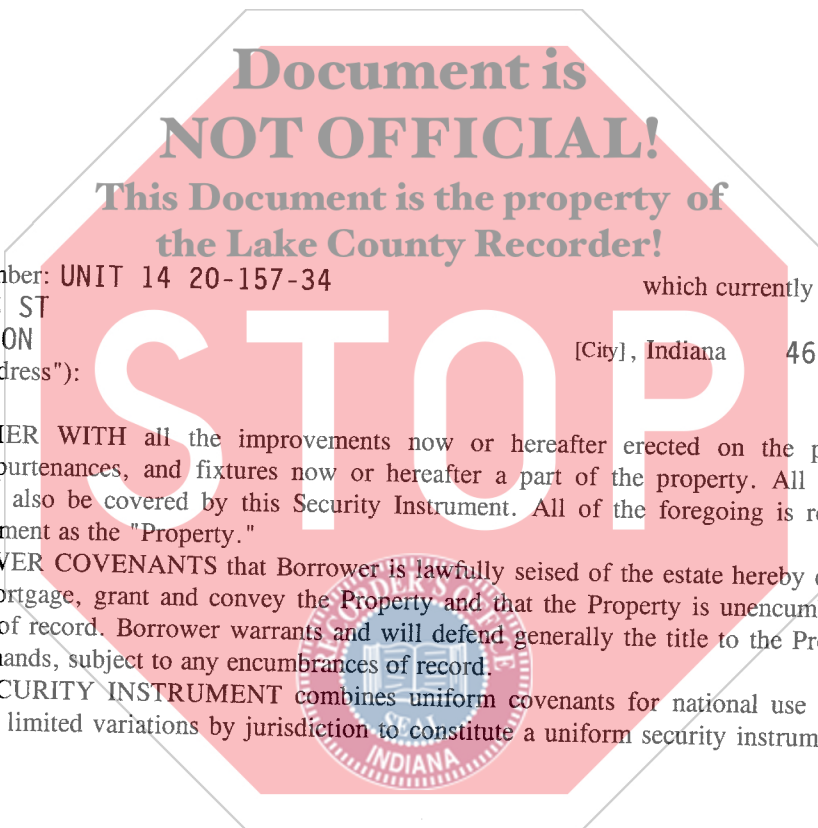 Document is
NOT OFFICIAL!
This Document is the property of
the Lake County Recorder!
nber: UNIT 14 20-157-34 which currently
ST
ON [City], Indiana 46
dress"):
STOP
IER WITH all the improvements now or hereafter erected on the p
purtenances, and fixtures now or hereafter a part of the property. All
also be covered by this Security Instrument. All of the foregoing is re
ment as the "Property."
VER COVENANTS that Borrower is lawfully seised of the estate hereby c
ortgage, grant and convey the Property and that the Property is unencum
of record. Borrower warrants and will defend generally the title to the Pro
nands, subject to any encumbrances of record.
CURITY INSTRUMENT combines uniform covenants for national use
limited variations by jurisdiction to constitute a uniform security instrum
RECORDER'S OFFICE
SEAL
INDIANA